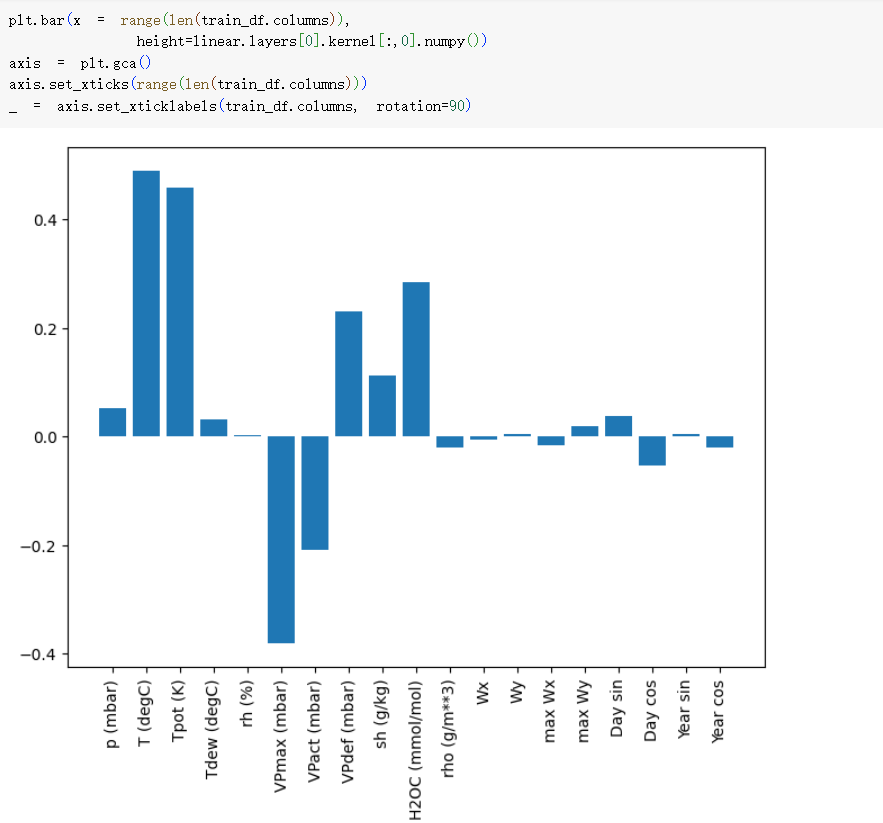 plt.bar(x = range(len(train_df.columns)),
height=linear.layers[0].kernel[:,0].numpy())
axis = plt.gca()
axis.set_xticks(range(len(train_df.columns)))
_ = axis.set_xticklabels(train_df.columns, rotation=90)
0.4
0.2
0.0
−0.2
−0.4
p (mbar)
T (degC)
Tpot (K)
Tdew (degC)
rh (%)
VPmax (mbar)
VPact (mbar)
VPdef (mbar)
sh (g/kg)
H2OC (mmol/mol)
rho (g/m**3)
Wx
Wy
max Wx
max Wy
Day sin
Day cos
Year sin
Year cos